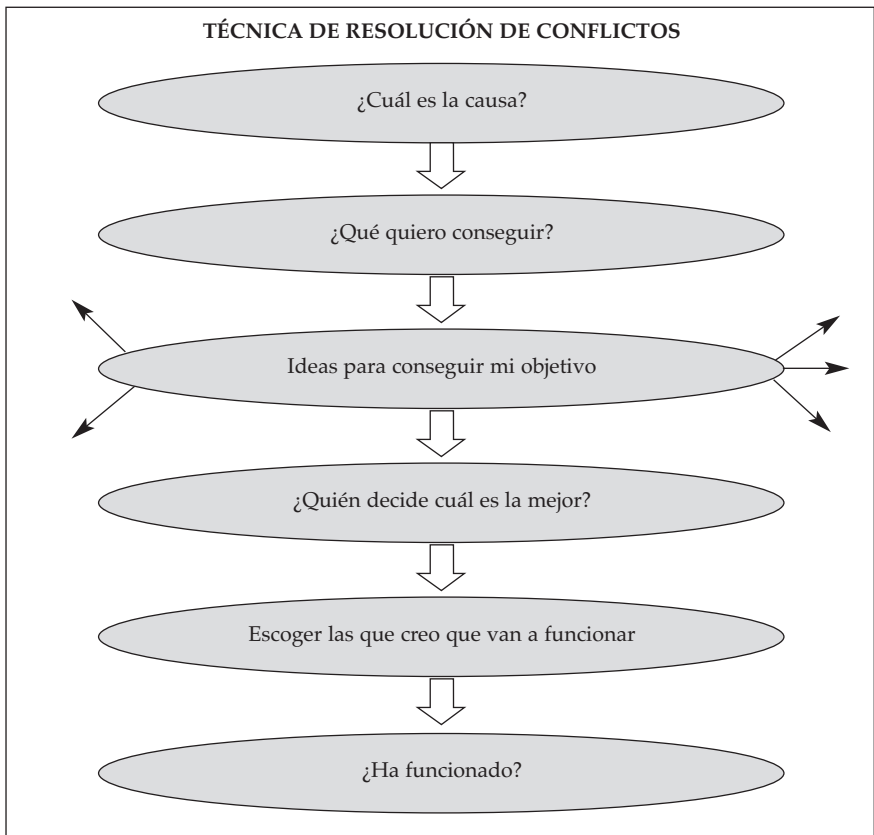 TÉCNICA DE RESOLUCIÓN DE CONFLICTOS
¿Cuál es la causa?
¿Qué quiero conseguir?
Ideas para conseguir mi objetivo
¿Quién decide cuál es la mejor?
Escoger las que creo que van a funcionar
¿Ha funcionado?